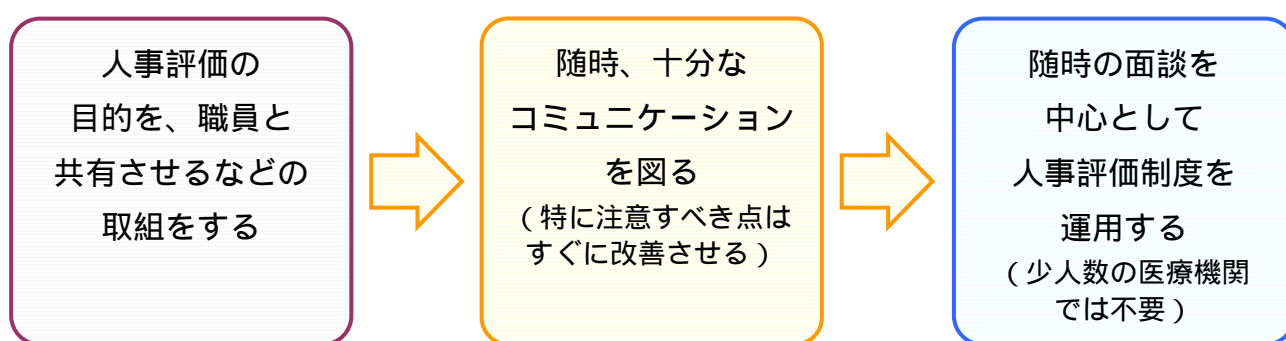 人事評価の
目的を、職員と
共有させるなどの
取組をする
随時、十分な
コミュニケーション
を図る
（特に注意すべき点は
すぐに改善させる）
随時の面談を
中心として
人事評価制度を
運用する
（少人数の医療機関
では不要）